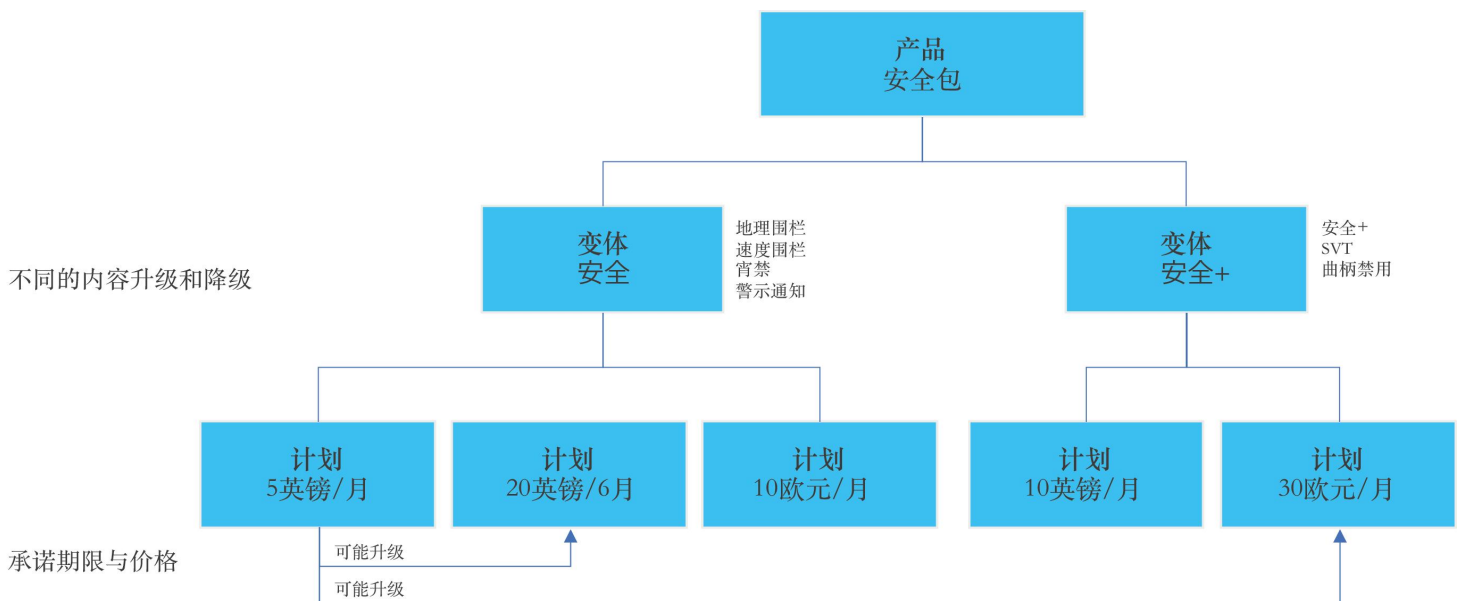 产品
安全包
变体
安全
地理围栏
速度围栏
宵禁
警示通知
变体
安全+
安全+
SVT
曲柄禁用
不同的内容升级和降级
计划
5英镑/月
计划
20英镑/6月
计划
10欧元/月
计划
10英镑/月
计划
30欧元/月
承诺期限与价格
可能升级
可能升级